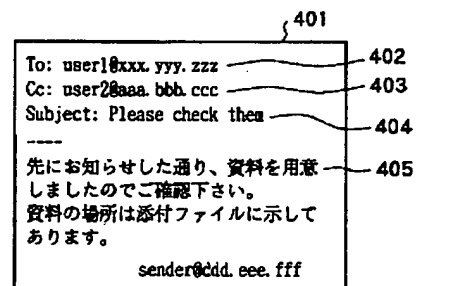 401
To: user1@xxx.yyy.zzz 402
Cc: user2@aaa.bbb.ccc 403
Subject: Please check them 404
----
先にお知らせした通り、資料を用意 405
しましたのでご確認下さい。
資料の場所は添付ファイルに示して
あります。
sender@ddd.eee.fff